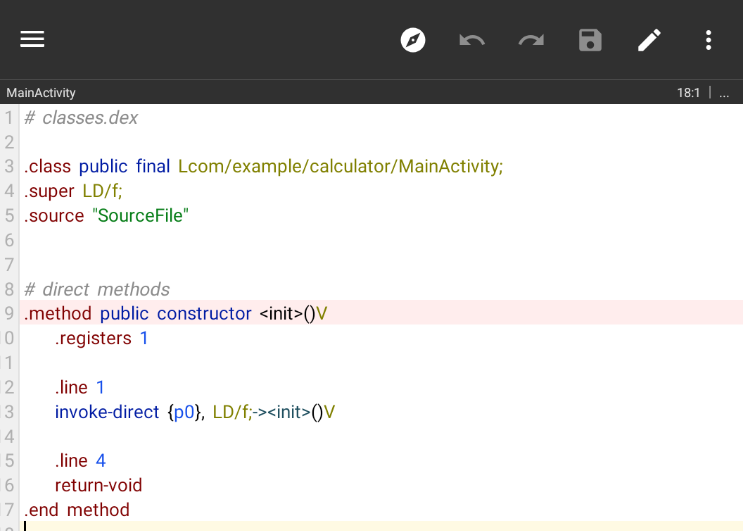 MainActivity 18:1 | ...
1 # classes.dex
2
3 .class public final Lcom/example/calculator/MainActivity;
4 .super LD/f;
5 .source "SourceFile"
6
7
8 # direct methods
9 .method public constructor <init>()V
0 .registers 1
1
2 .line 1
3 invoke-direct {p0}, LD/f;-><init>()V
4
5 .line 4
6 return-void
7 .end method